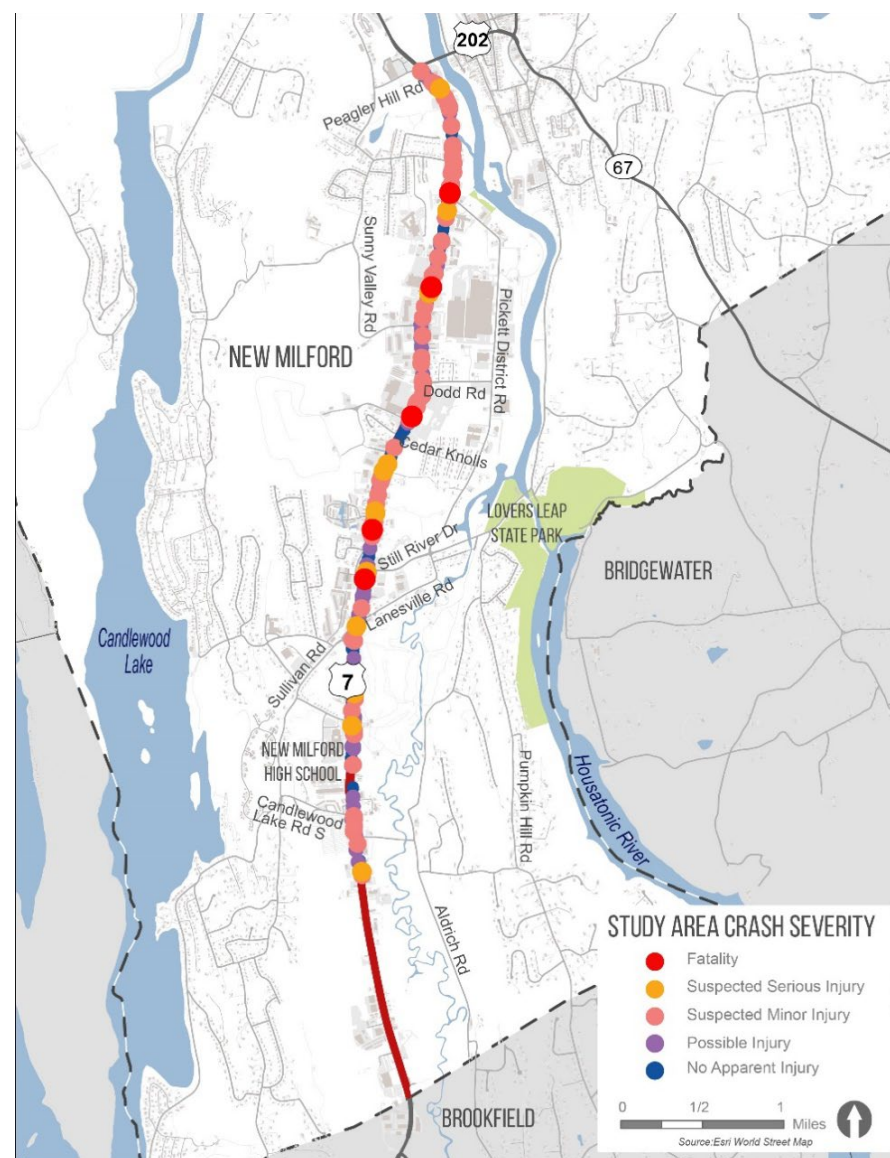 202
Peagler Hill Rd
67
Sunny Valley Rd
Pickett District Rd
NEW MILFORD
Dodd Rd
Cedar Knolls
LOVERS LEAP
STATE PARK
Still River Dr
BRIDGEWATER
Lanesville Rd
Candlewood
Lake
Sullivan Rd
7
NEW MILFORD
HIGH SCHOOL
Candlewood
Lake Rd S
Pumpkin Hill Rd
Housatonic River
Aldrich Rd
BROOKFIELD
STUDY AREA CRASH SEVERITY
Fatality
Suspected Serious Injury
Suspected Minor Injury
Possible Injury
No Apparent Injury
0 1/2 1
Miles
Source:Esri World Street Map